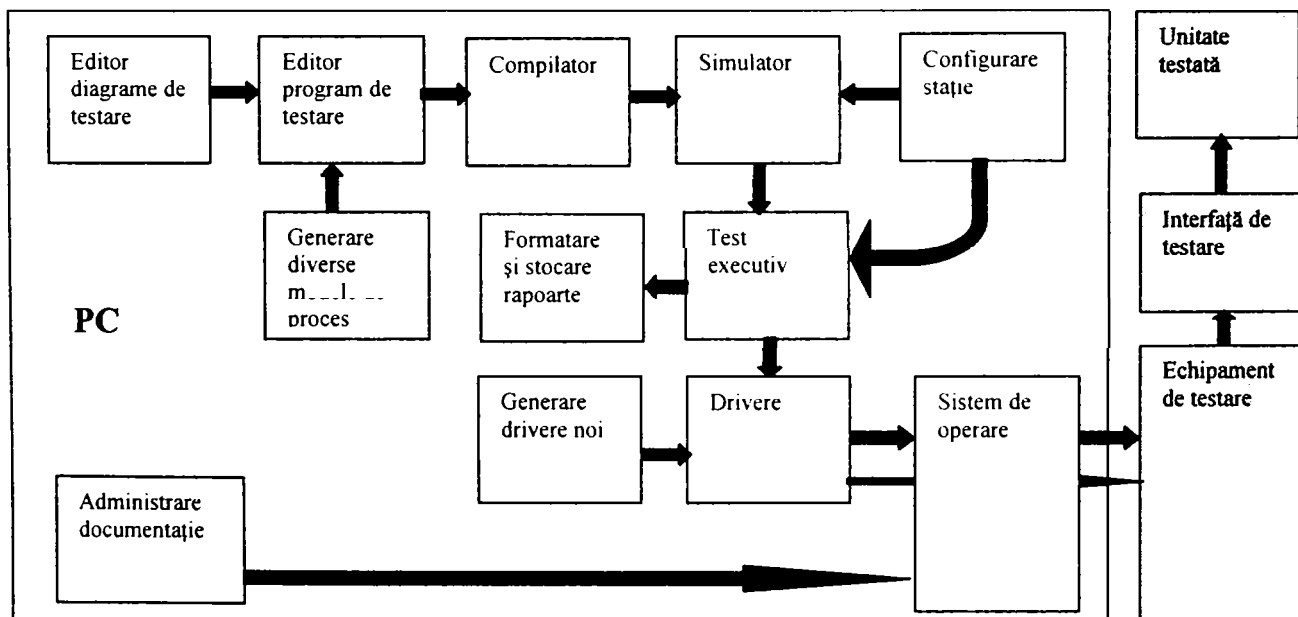 Editor
diagrame de
testare
Editor
program de
testare
Compilator
Simulator
Configurare
stație
Unitate
testată
Generare
diverse
proces
Formatare
și stocare
rapoarte
Test
executiv
Interfață de
testare
PC
Generare
drivere noi
Drivere
Sistem de
operare
Echipament
de testare
Administrare
documentație